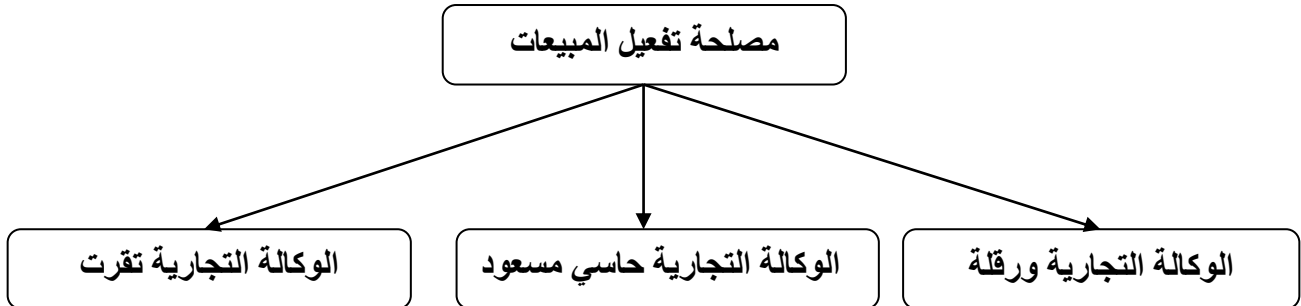 مصلحة تفعيل المبيعات
الوكالة التجارية ورقلة
الوكالة التجارية حاسي مسعود
الوكالة التجارية تقرت